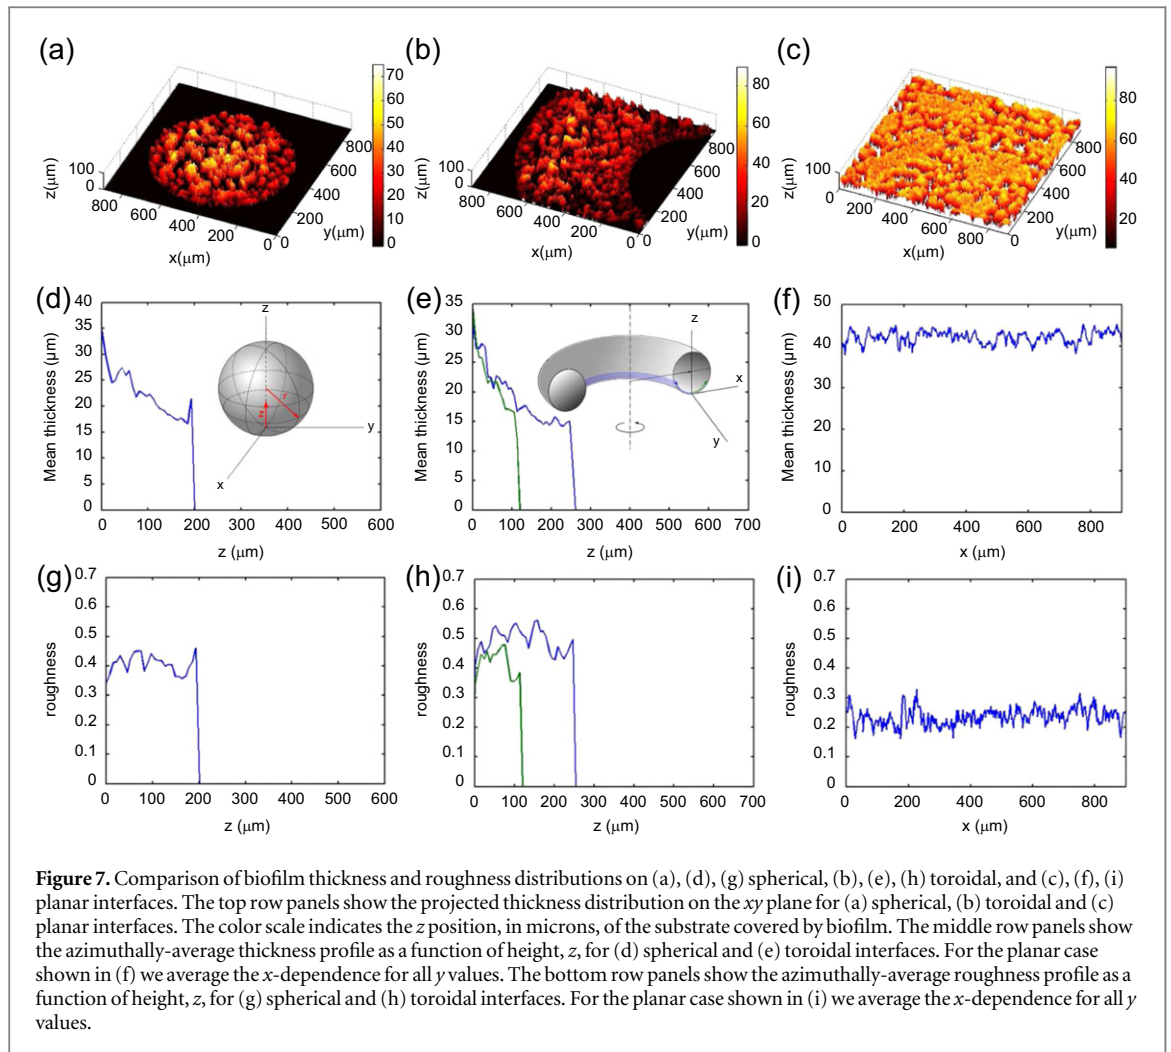 (a)
(b)
(c)
70
60
50
40
30
20
10
0
80
60
40
20
0
80
60
40
20
z(μm)
100
0
800
600
400
200
0
x(μm)
0
200
400
600
800
y(μm)
z(μm)
100
0
800
600
400
200
0
x(μm)
0
200
400
600
800
y(μm)
z(μm)
100
0
200
400
600
800
x(μm)
0
200
400
600
800
y(μm)
(d)
Mean thickness (μm)
40
35
30
25
20
15
10
5
0
0 100 200 300 400 500 600
z (μm)
z
r
z
y
x
(e)
Mean thickness (μm)
35
30
25
20
15
10
5
0
0 100 200 300 400 500 600 700
z (μm)
z
x
y
(f)
Mean thickness (μm)
50
40
30
20
10
0
0 200 400 600 800
x (μm)
(g)
roughness
0.7
0.6
0.5
0.4
0.3
0.2
0.1
0
0 100 200 300 400 500 600
z (μm)
(h)
roughness
0.7
0.6
0.5
0.4
0.3
0.2
0.1
0
0 100 200 300 400 500 600 700
z (μm)
(i)
roughness
0.7
0.6
0.5
0.4
0.3
0.2
0.1
0
0 200 400 600 800
x (μm)
Figure 7. Comparison of biofilm thickness and roughness distributions on (a), (d), (g) spherical, (b), (e), (h) toroidal, and (c), (f), (i)
planar interfaces. The top row panels show the projected thickness distribution on the xy plane for (a) spherical, (b) toroidal and (c)
planar interfaces. The color scale indicates the z position, in microns, of the substrate covered by biofilm. The middle row panels show
the azimuthally-average thickness profile as a function of height, z, for (d) spherical and (e) toroidal interfaces. For the planar case
shown in (f) we average the x-dependence for all y values. The bottom row panels show the azimuthally-average roughness profile as a
function of height, z, for (g) spherical and (h) toroidal interfaces. For the planar case shown in (i) we average the x-dependence for all y
values.